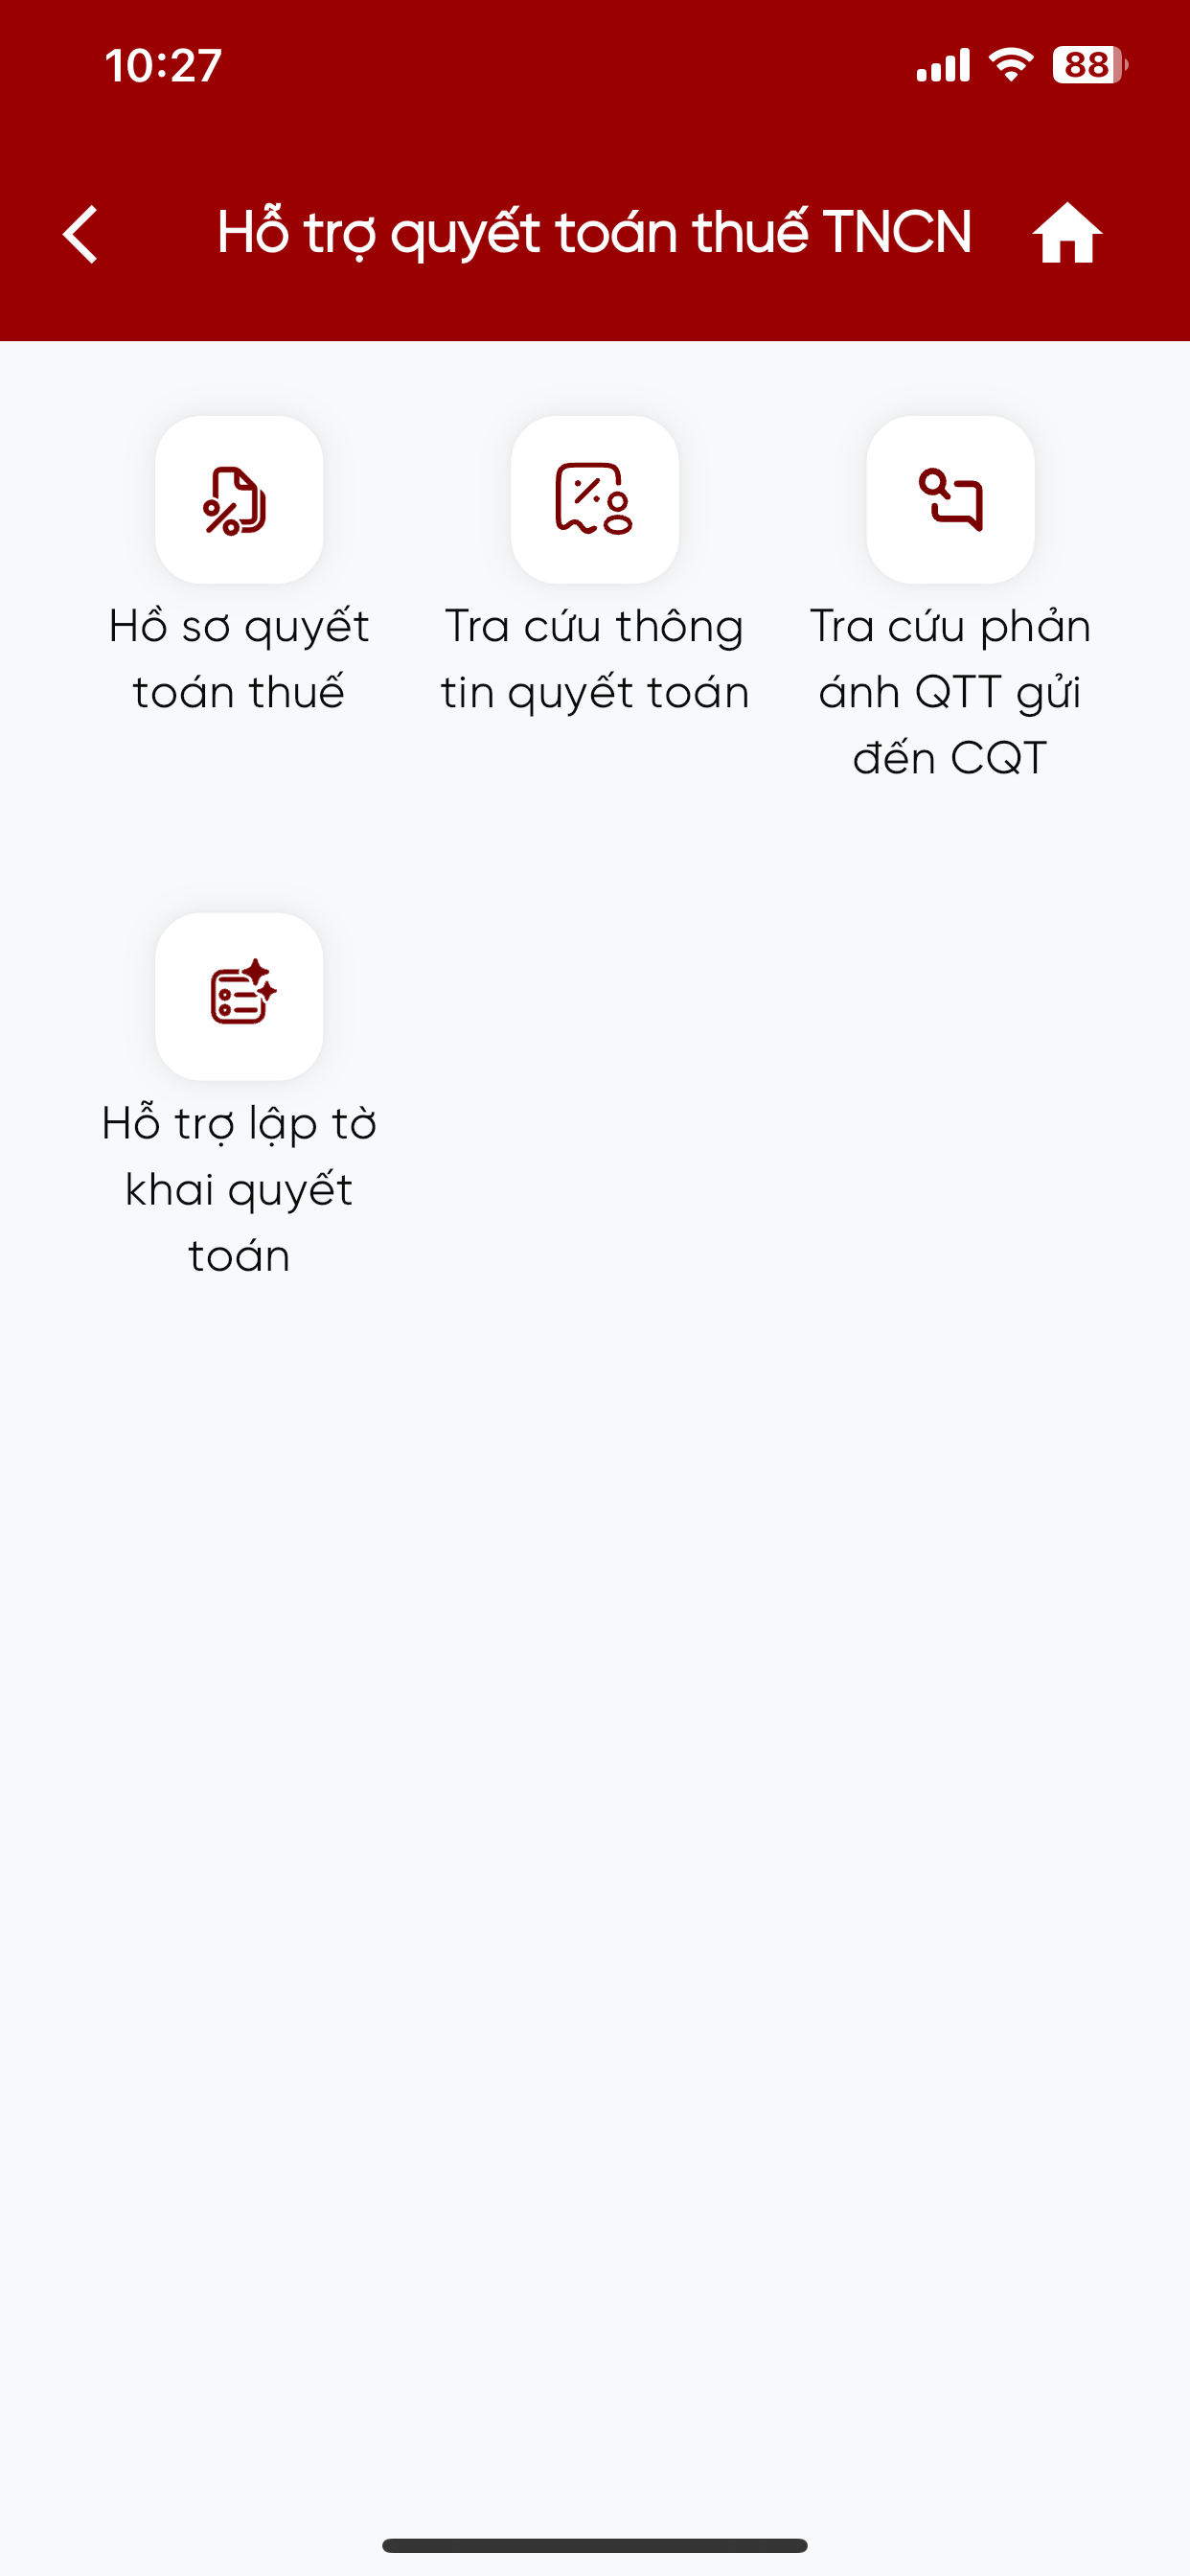 10:27
88
Hỗ trợ quyết toán thuế TNCN
Hồ sơ quyết
toán thuế
Tra cứu thông
tin quyết toán
Tra cứu phản
ánh QTT gửi
đến CQT
Hỗ trợ lập tờ
khai quyết
toán